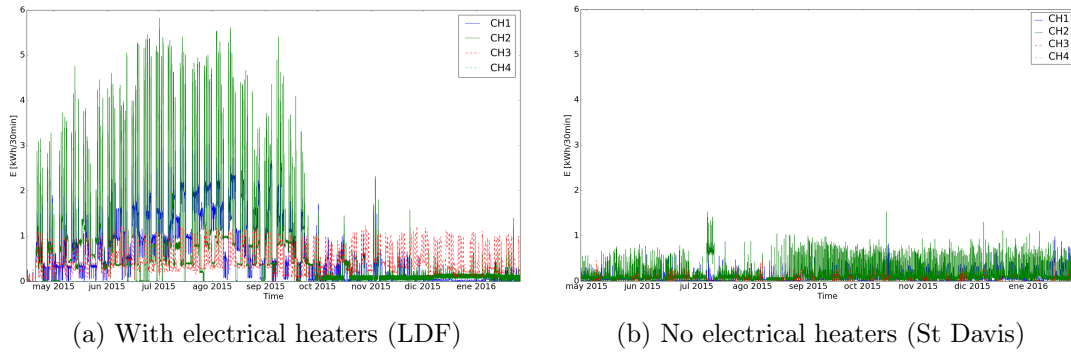 6
5
4
3
2
1
0
E [kWh/30min]
CH1
CH2
CH3
CH4
may 2015 jun 2015 jul 2015 ago 2015 sep 2015 oct 2015 nov 2015 dic 2015 ene 2016
Time
(a) With electrical heaters (LDF)
6
5
4
3
2
1
0
E [kWh/30min]
CH1
CH2
CH3
CH4
may 2015 jun 2015 jul 2015 ago 2015 sep 2015 oct 2015 nov 2015 dic 2015 ene 2016
Time
(b) No electrical heaters (St Davis)